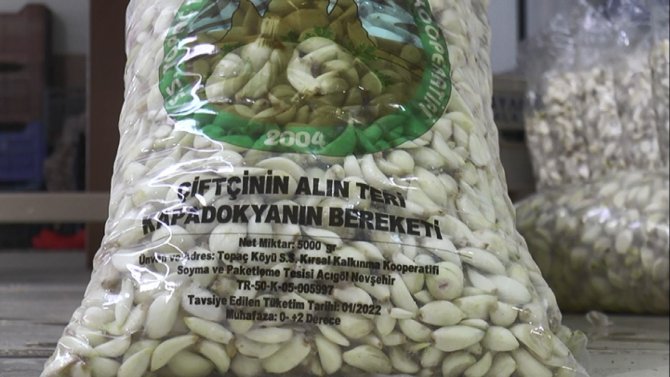 2004
ÇİFTÇİNİN ALIN TERİ
KAPADOKYANIN BEREKETİ
Net Miktar: 5000 gr
Ünvan ve Adres: Topaç Köyü S.S. Kırsal Kalkınma Kooperatifi
Soyma ve Paketleme Tesisi Acıgöl Nevşehir
TR-50-K-05-005997
Tavsiye Edilen Tüketim Tarihi: 01/2022
Muhafaza: 0-+2 Derece